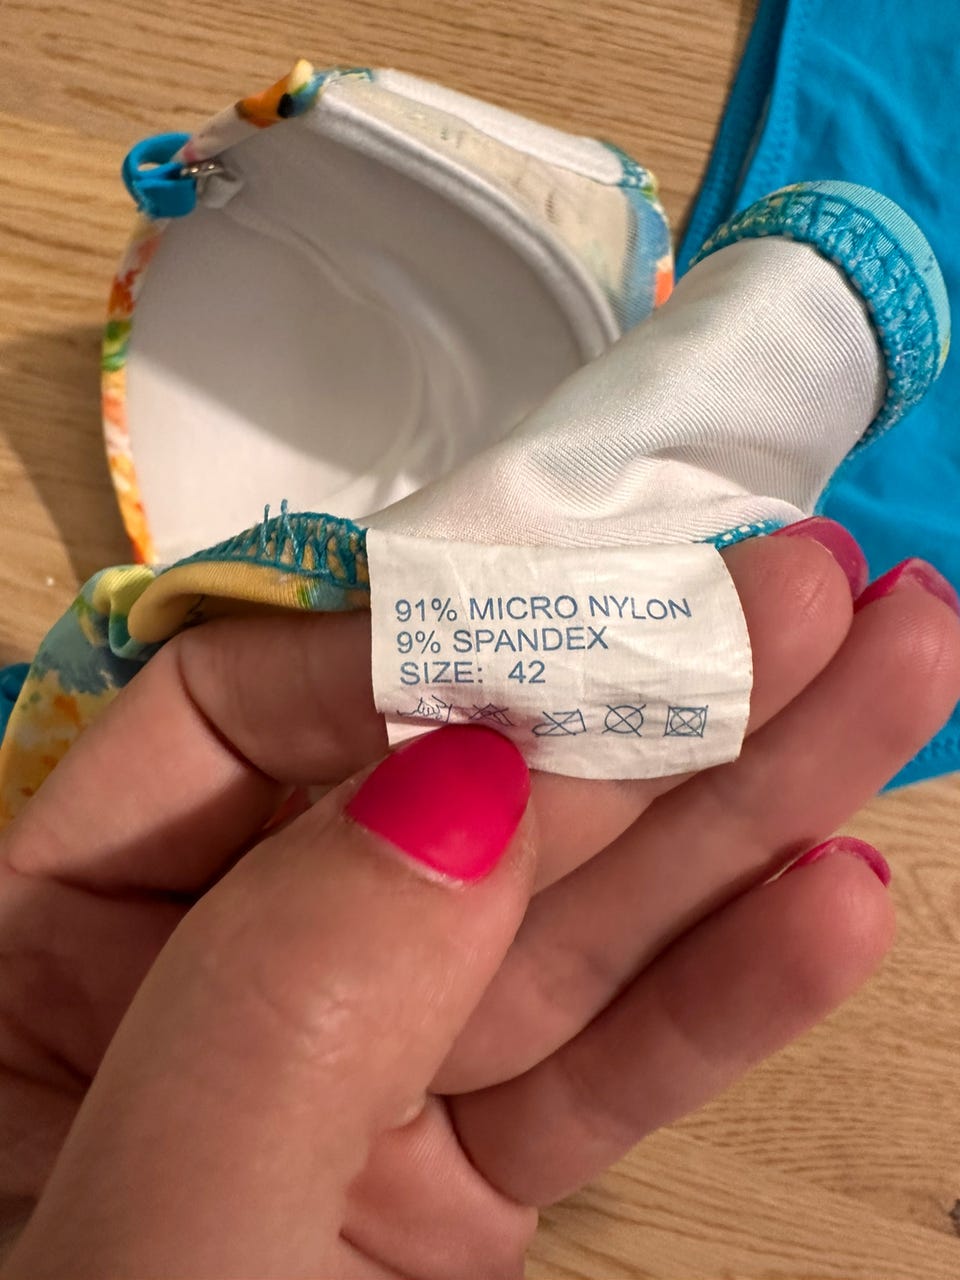 91% MICRO NYLON
9% SPANDEX
SIZE: 42